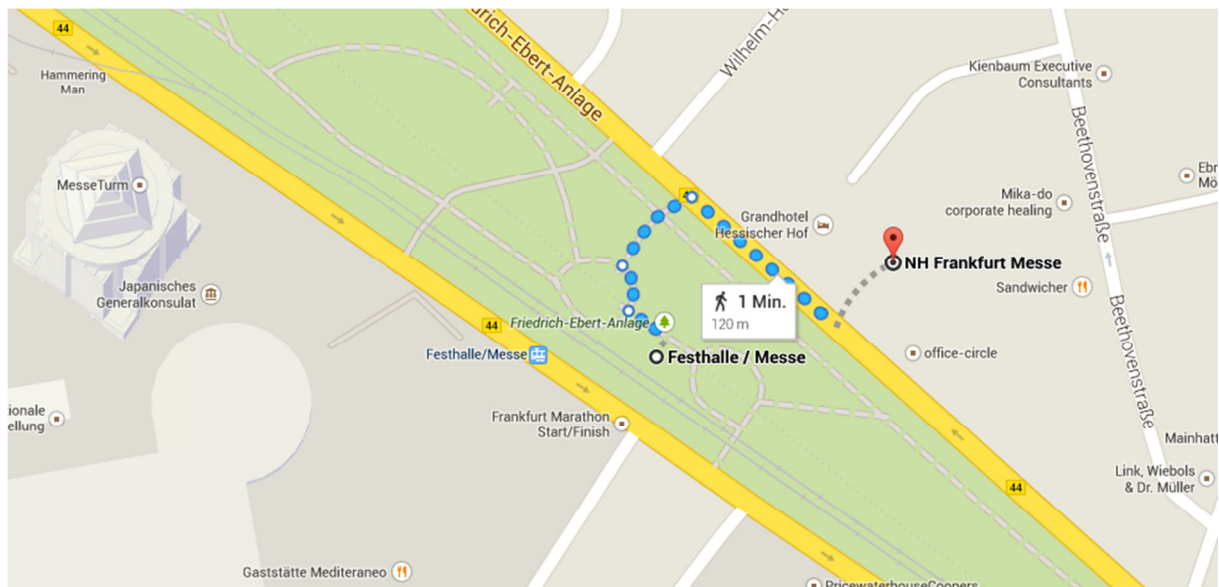 44
Hammering
Man
MesseTurm
Japanisches
Generalkonsulat
ionale
ellung
drich-Ebert-Anlage
Wilhelm-H
Kienbaum Executive
Consultants
Beethovenstraße
Ebn
Mö
Mika-do
corporate healing
Grandhotel
Hessischer Hof
NH Frankfurt Messe
Sandwicher
1 Min.
120 m
Friedrich-Ebert-Anlage
44
Festhalle/Messe
Festhalle / Messe
office-circle
Beethovenstraße
Frankfurt Marathon
Start/Finish
Mainhatt
Link, Wiebols
& Dr. Müller
44
Gaststätte Mediteraneo
PricewaterhouseCoopers